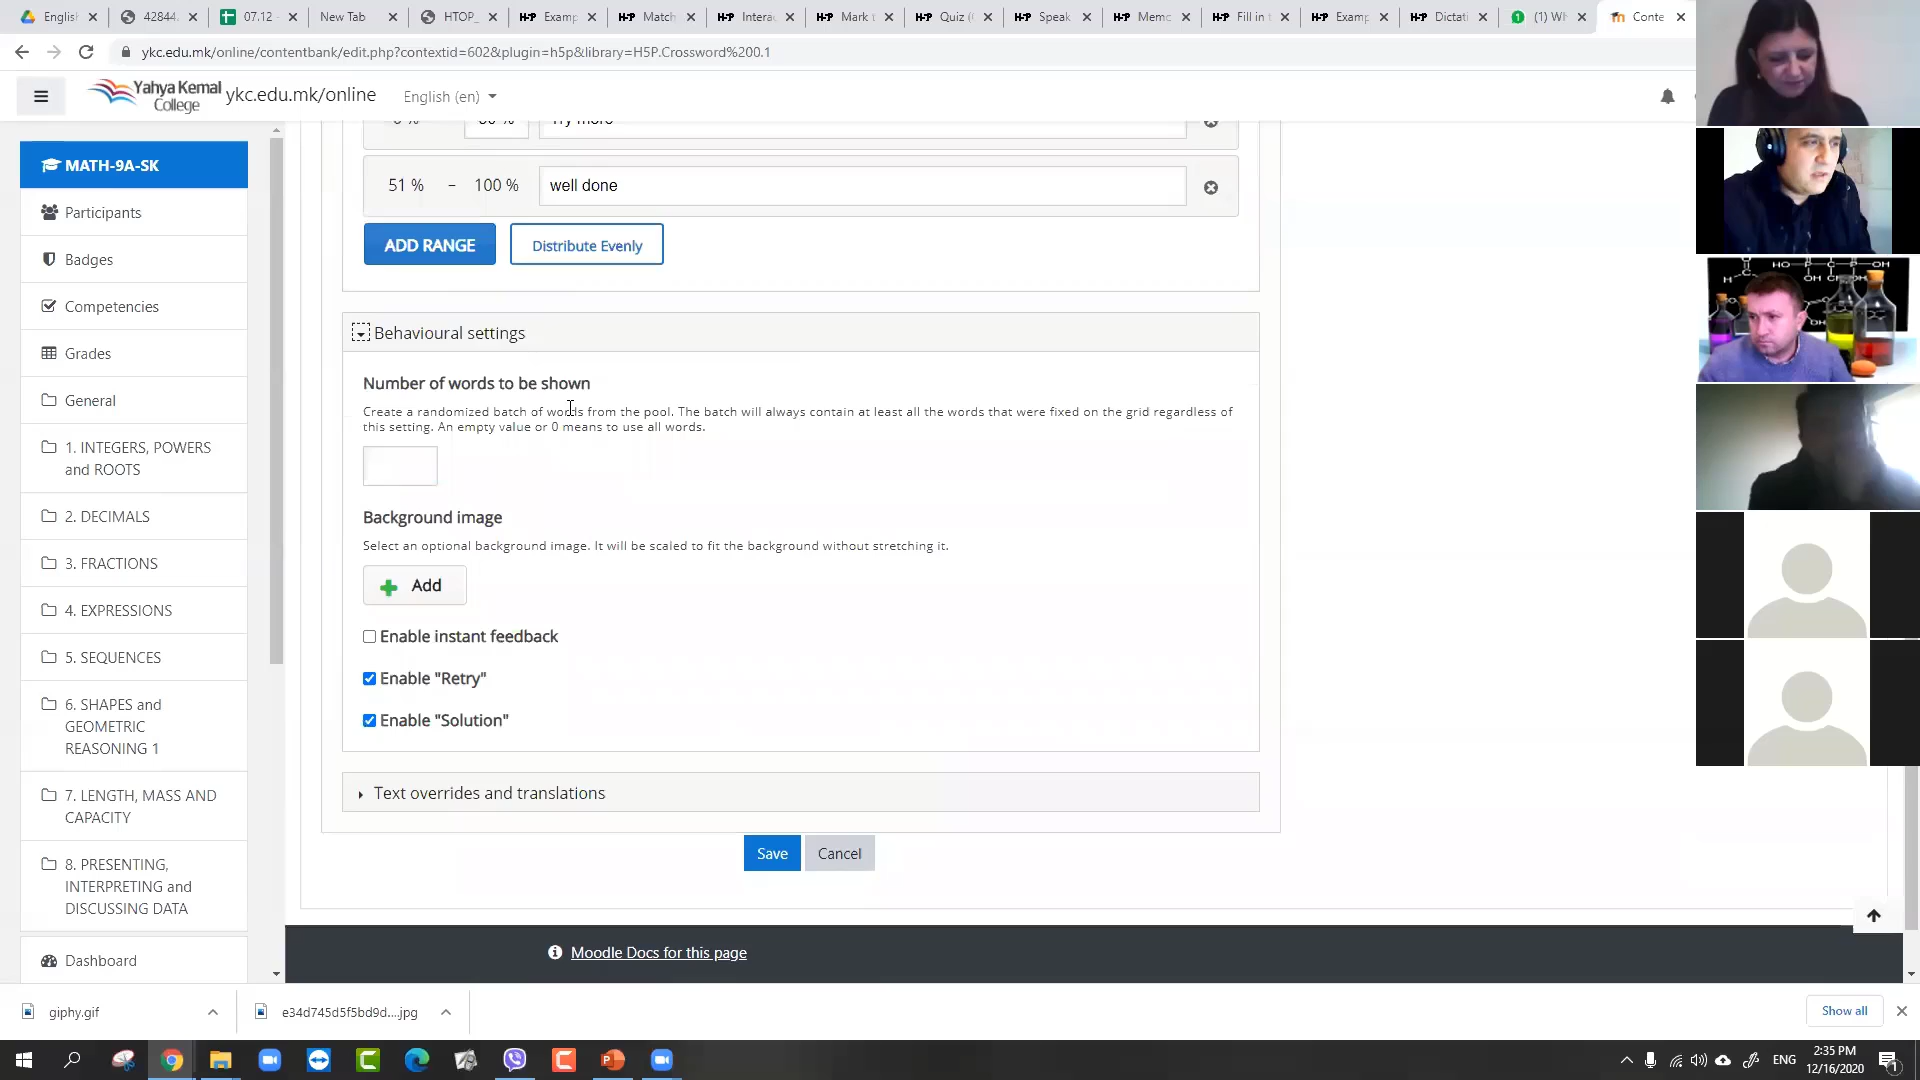 Englis
42844
07.12 -
New Tab
HTOP_
H-P Examp
H-P Match
H-P Intera
H-P Mark t
H-P Quiz (
H-P Speak
H-P Memo
H-P Fill in t
H-P Examp
H-P Dictat
(1) Wh
Conte
ykc.edu.mk/online/contentbank/edit.php?contextid=602&plugin=h5p&library=H5P.Crossword%200.1
Yahya Kemal College
ykc.edu.mk/online
English (en)
MATH-9A-SK
Participants
Badges
Competencies
Grades
General
1. INTEGERS, POWERS
and ROOTS
2. DECIMALS
3. FRACTIONS
4. EXPRESSIONS
5. SEQUENCES
6. SHAPES and
GEOMETRIC
REASONING 1
7. LENGTH, MASS AND
CAPACITY
8. PRESENTING,
INTERPRETING and
DISCUSSING DATA
Dashboard
0 % 50 % Try more
51 % – 100 % well done
ADD RANGE
Distribute Evenly
Behavioural settings
Number of words to be shown
Create a randomized batch of words from the pool. The batch will always contain at least all the words that were fixed on the grid regardless of
this setting. An empty value or 0 means to use all words.
Background image
Select an optional background image. It will be scaled to fit the background without stretching it.
Add
Enable instant feedback
Enable "Retry"
Enable "Solution"
Text overrides and translations
Save
Cancel
Moodle Docs for this page
giphy.gif
e34d745d5f5bd9d....jpg
Show all
ENG
2:35 PM
12/16/2020
1